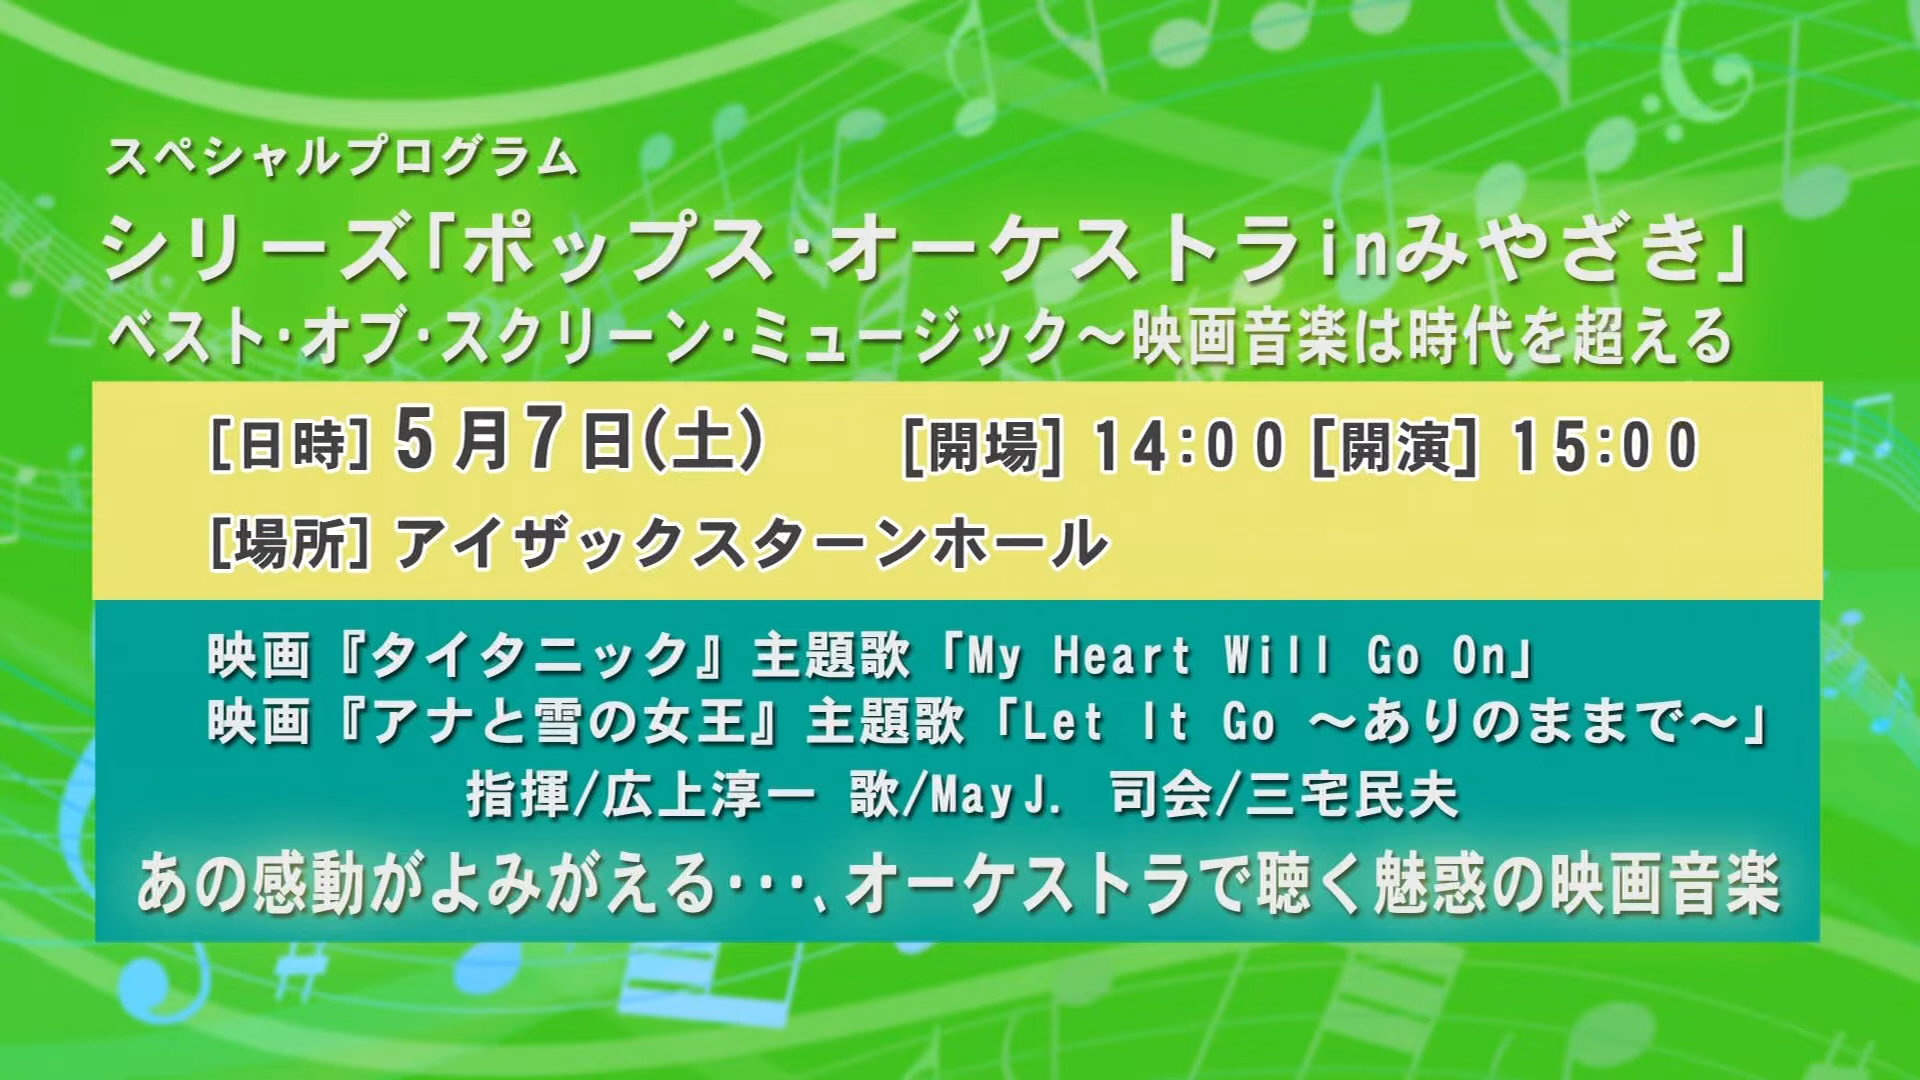 スペシャルプログラム
シリーズ「ポップス・オーケストラinみやざき」
ベスト・オブ・スクリーン・ミュージック～映画音楽は時代を超える
[日時] 5月7日(土) [開場] 14:00 [開演] 15:00
[場所] アイザックスターンホール
映画『タイタニック』主題歌「My Heart Will Go On」
映画『アナと雪の女王』主題歌「Let It Go ～ありのままで～」
指揮/広上淳一 歌/MayJ. 司会/三宅民夫
あの感動がよみがえる･･･、オーケストラで聴く魅惑の映画音楽